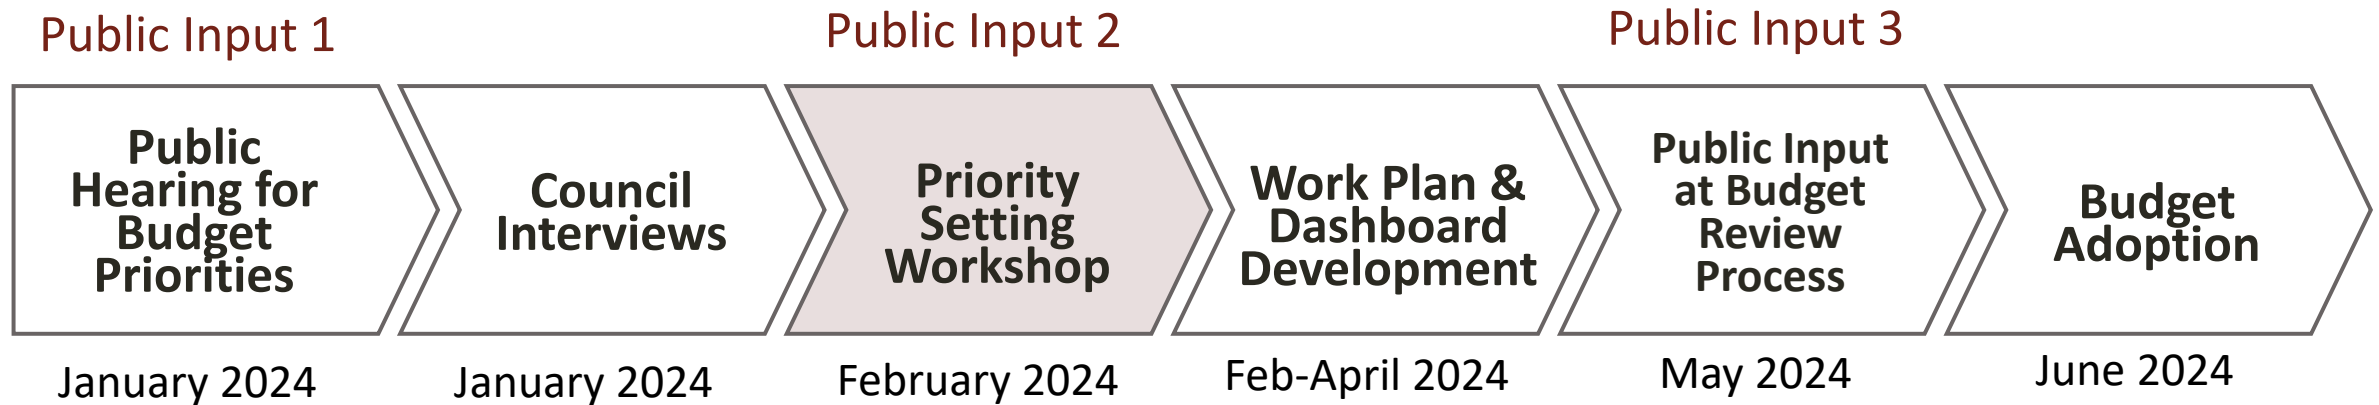 Public Input 1
Public Input 2
Public Input 3
Public
Hearing for
Budget
Priorities
Council
Interviews
Priority
Setting
Workshop
Work Plan &
Dashboard
Development
Public Input
at Budget
Review
Process
Budget
Adoption
January 2024
January 2024
February 2024
Feb-April 2024
May 2024
June 2024